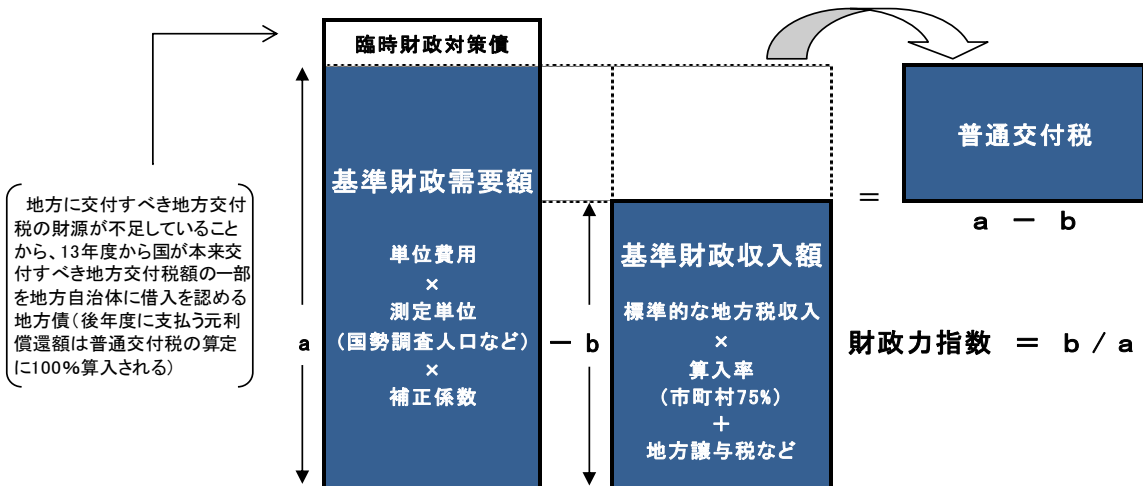 臨時財政対策債
地方に交付すべき地方交付
税の財源が不足していること
から、13年度から国が本来交
付すべき地方交付税額の一部
を地方自治体に借入を認める
地方債(後年度に支払う元利
償還額は普通交付税の算定
に100%算入される)
a
基準財政需要額
単位費用
×
測定単位
(国勢調査人口など)
×
補正係数
－
b
基準財政収入額
標準的な地方税収入
×
算入率
(市町村75%)
＋
地方譲与税など
＝
普通交付税
a － b
財政力指数 ＝ b / a